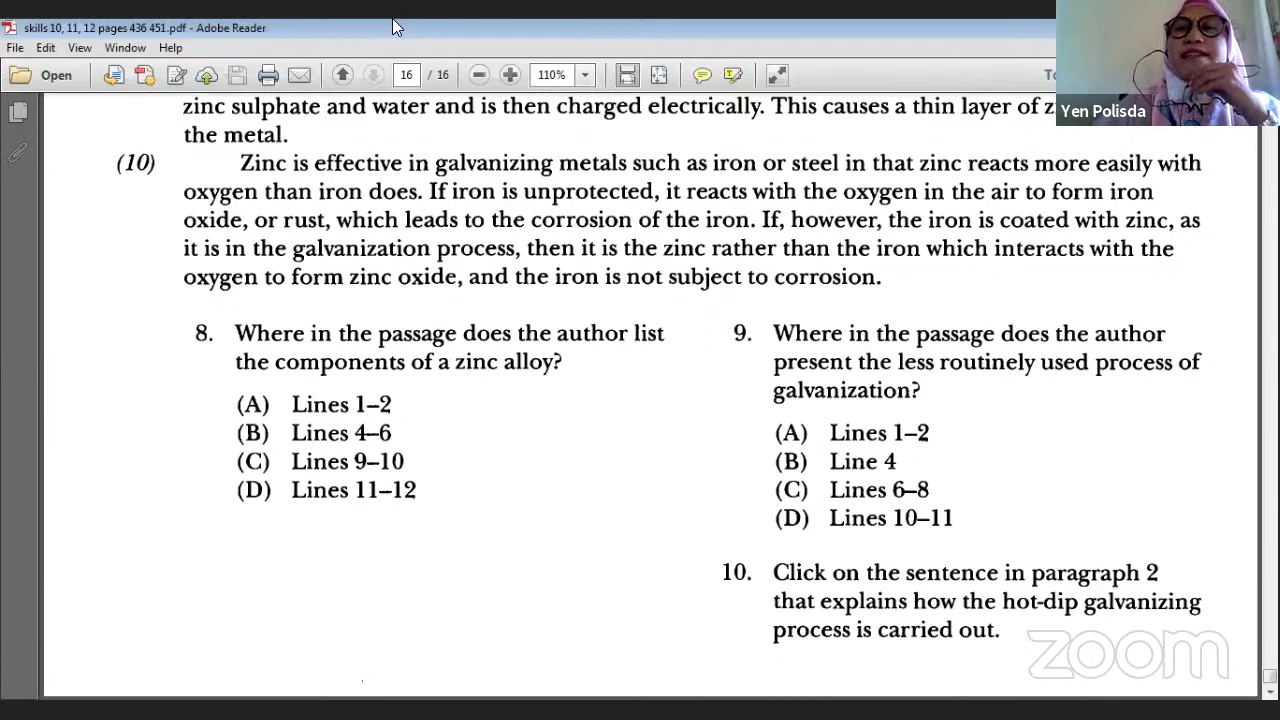 skills 10, 11, 12 pages 436 451.pdf - Adobe Reader
File Edit View Window Help
Open 16 / 16 110% To
Yen Polisda
zinc sulphate and water and is then charged electrically. This causes a thin layer of z
the metal.
(10) Zinc is effective in galvanizing metals such as iron or steel in that zinc reacts more easily with
oxygen than iron does. If iron is unprotected, it reacts with the oxygen in the air to form iron
oxide, or rust, which leads to the corrosion of the iron. If, however, the iron is coated with zinc, as
it is in the galvanization process, then it is the zinc rather than the iron which interacts with the
oxygen to form zinc oxide, and the iron is not subject to corrosion.
8. Where in the passage does the author list
the components of a zinc alloy?
(A) Lines 1–2
(B) Lines 4–6
(C) Lines 9–10
(D) Lines 11–12
9. Where in the passage does the author
present the less routinely used process of
galvanization?
(A) Lines 1–2
(B) Line 4
(C) Lines 6–8
(D) Lines 10–11
10. Click on the sentence in paragraph 2
that explains how the hot-dip galvanizing
process is carried out.
zoom